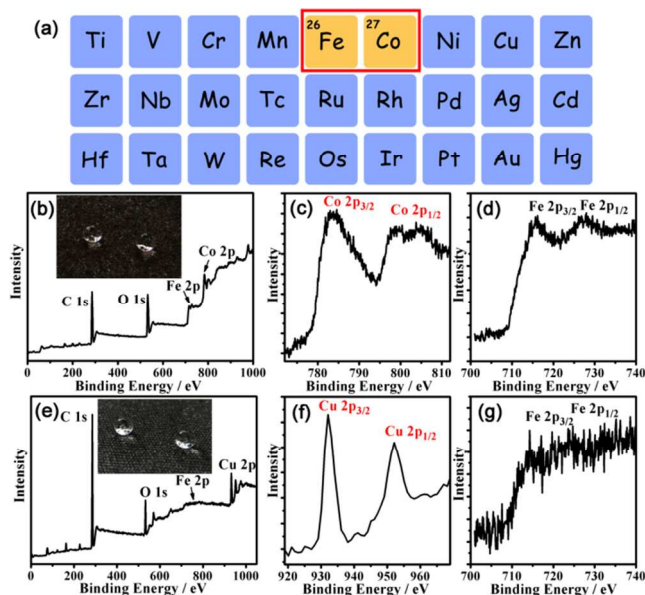 (a)
Ti V Cr Mn 26 Fe 27 Co Ni Cu Zn
Zr Nb Mo Tc Ru Rh Pd Ag Cd
Hf Ta W Re Os Ir Pt Au Hg
(b)
C 1s
O 1s
Fe 2p
Co 2p
Intensity
0 200 400 600 800 1000
Binding Energy / eV
(c)
Co 2p3/2
Co 2p1/2
Intensity
780 790 800 810
Binding Energy / eV
(d)
Fe 2p3/2
Fe 2p1/2
Intensity
700 710 720 730 740
Binding Energy / eV
(e)
C 1s
O 1s
Fe 2p
Cu 2p
Intensity
0 200 400 600 800 1000
Binding Energy / eV
(f)
Cu 2p3/2
Cu 2p1/2
Intensity
920 930 940 950 960
Binding Energy / eV
(g)
Fe 2p3/2
Fe 2p1/2
Intensity
700 710 720 730 740
Binding Energy / eV